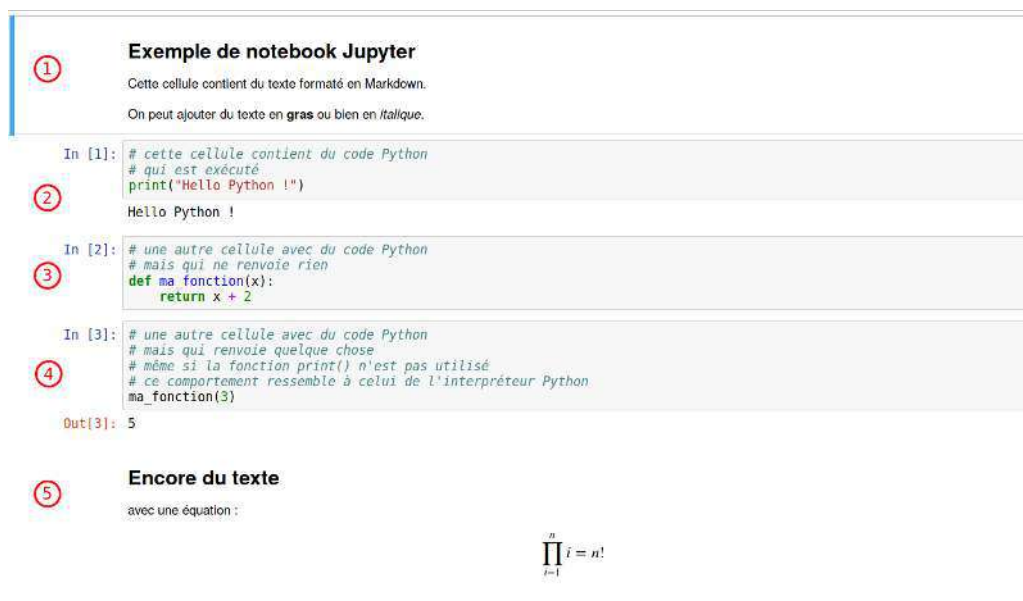 ① Exemple de notebook Jupyter
Cette cellule contient du texte formaté en Markdown.
On peut ajouter du texte en gras ou bien en italique.
In [1]: # cette cellule contient du code Python
# qui est exécuté
② print("Hello Python !")
Hello Python !
In [2]: # une autre cellule avec du code Python
# mais qui ne renvoie rien
③ def ma_fonction(x):
return x + 2
In [3]: # une autre cellule avec du code Python
# mais qui renvoie quelque chose
# même si la fonction print() n'est pas utilisé
④ # ce comportement ressemble à celui de l'interpréteur Python
ma_fonction(3)
Out[3]: 5
⑤ Encore du texte
avec une équation :
∏_{i=1}^{n} i = n!